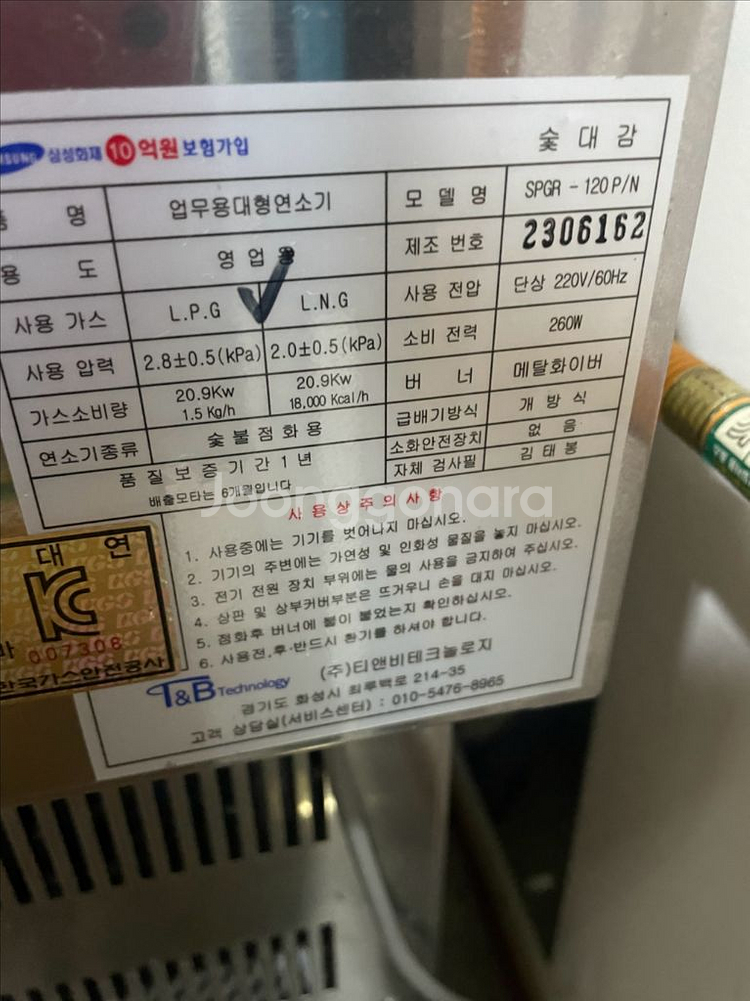 삼성화재 10억원 보험가입
숯 대 감
명 업무용대형연소기 모 델 명 SPGR - 120 P/N
용 도 영 업 용 제조 번호 2306162
사용 가스 L.P.G L.N.G 사용 전압 단상 220V/60Hz
사용 압력 2.8±0.5(kPa) 2.0±0.5(kPa) 소비 전력 260W
가스소비량 20.9Kw 1.5 Kg/h 20.9Kw 18,000 Kcal/h 버 너 메탈화이버
연소기종류 숯불점화용 급배기방식 개 방 식
품 질 보 증 기 간 1 년 소화안전장치 없 음
배출모타는 6개월입니다 자체 검사필 김 태 봉
사 용 상 주 의 사 항
1. 사용중에는 기기를 벗어나지 마십시오.
2. 기기의 주변에는 가연성 및 인화성 물질을 놓지 마십시오.
3. 전기 전원 장치 부위에는 물의 사용을 금지하여 주십시오.
4. 상판 및 상부커버부분은 뜨거우니 손을 대지 마십시오.
5. 점화후 버너에 불이 붙었는지 확인하십시오.
6. 사용전,후·반드시 환기를 하셔야 합니다.
대 연
KC
007308
한국가스안전공사
T&B Technology
(주)티앤비테크놀로지
경기도 화성시 최루백로 214-35
고객 상담실(서비스센터) : 010-5476-8965
Joonggonara